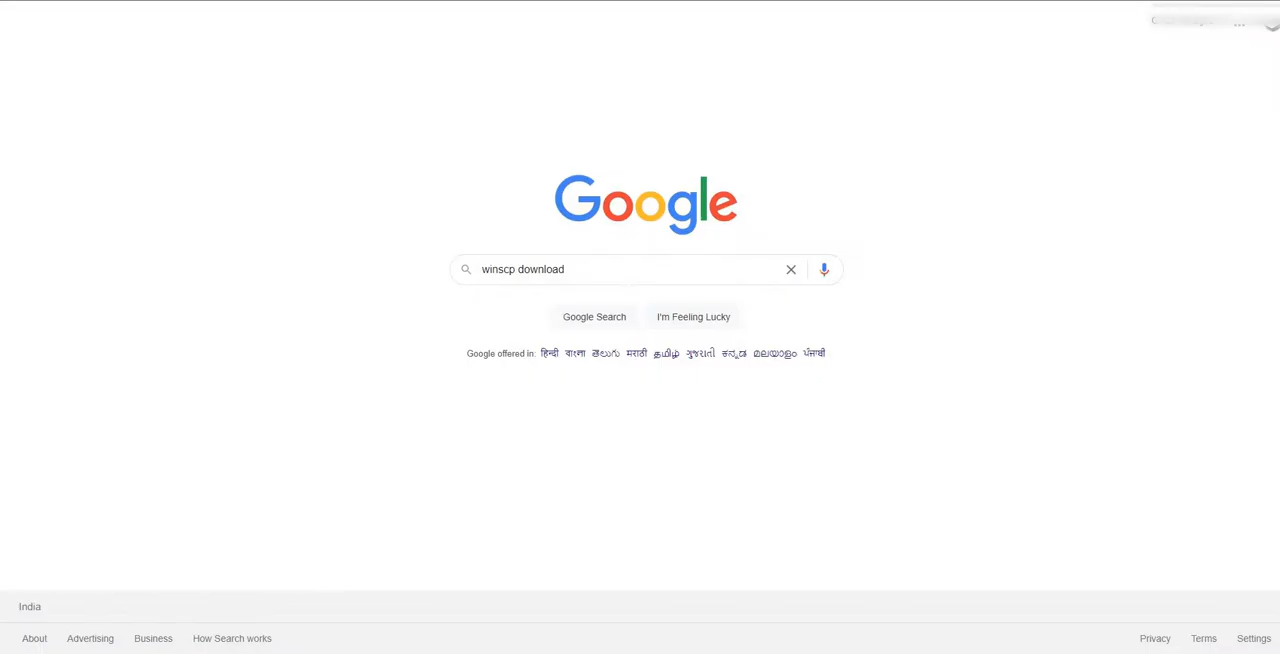 Google
winscp download
Google Search I'm Feeling Lucky
Google offered in: हिन्दी বাংলা తెలుగు मराठी தமிழ் ગુજરાતી ಕನ್ನಡ മലയാളം ਪੰਜਾਬੀ
India
About Advertising Business How Search works Privacy Terms Settings